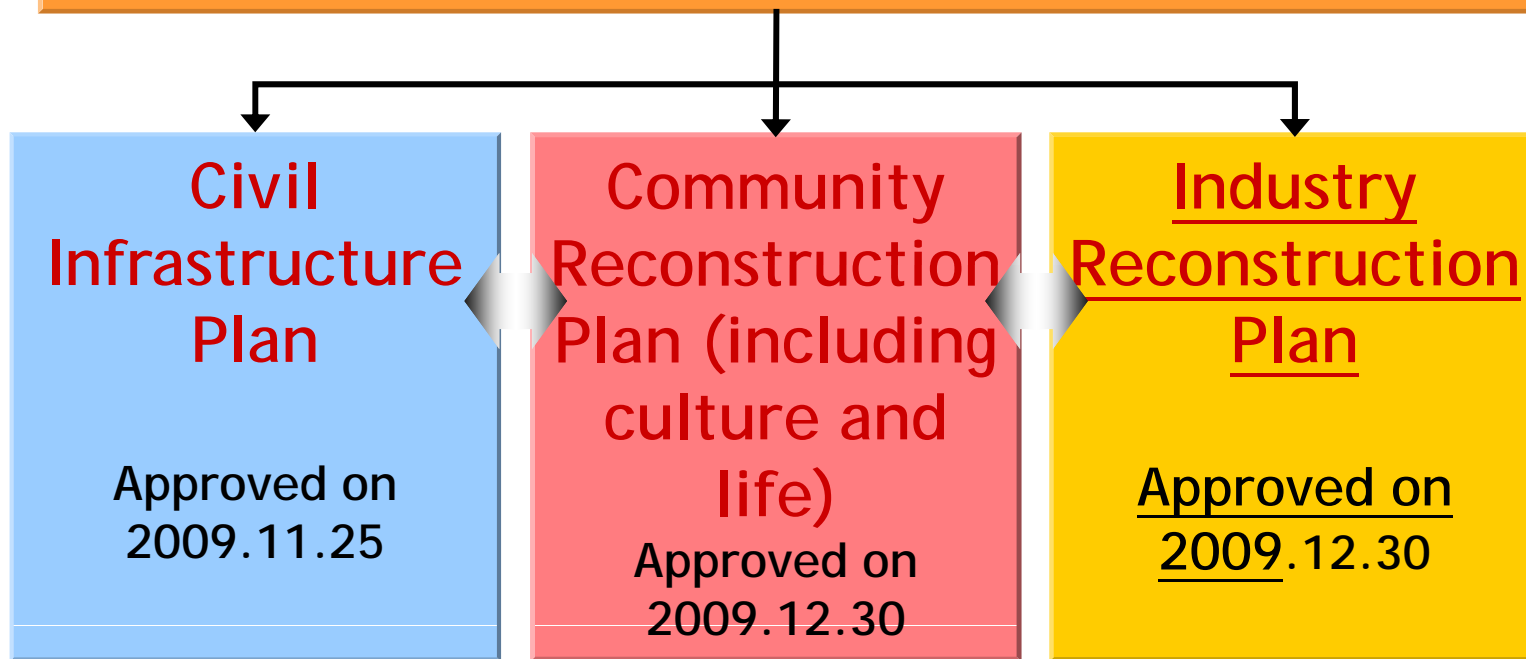 Civil
Infrastructure
Plan
Approved on
2009.11.25
Community
Reconstruction
Plan (including
culture and
life)
Approved on
2009.12.30
Industry
Reconstruction
Plan
Approved on
2009.12.30